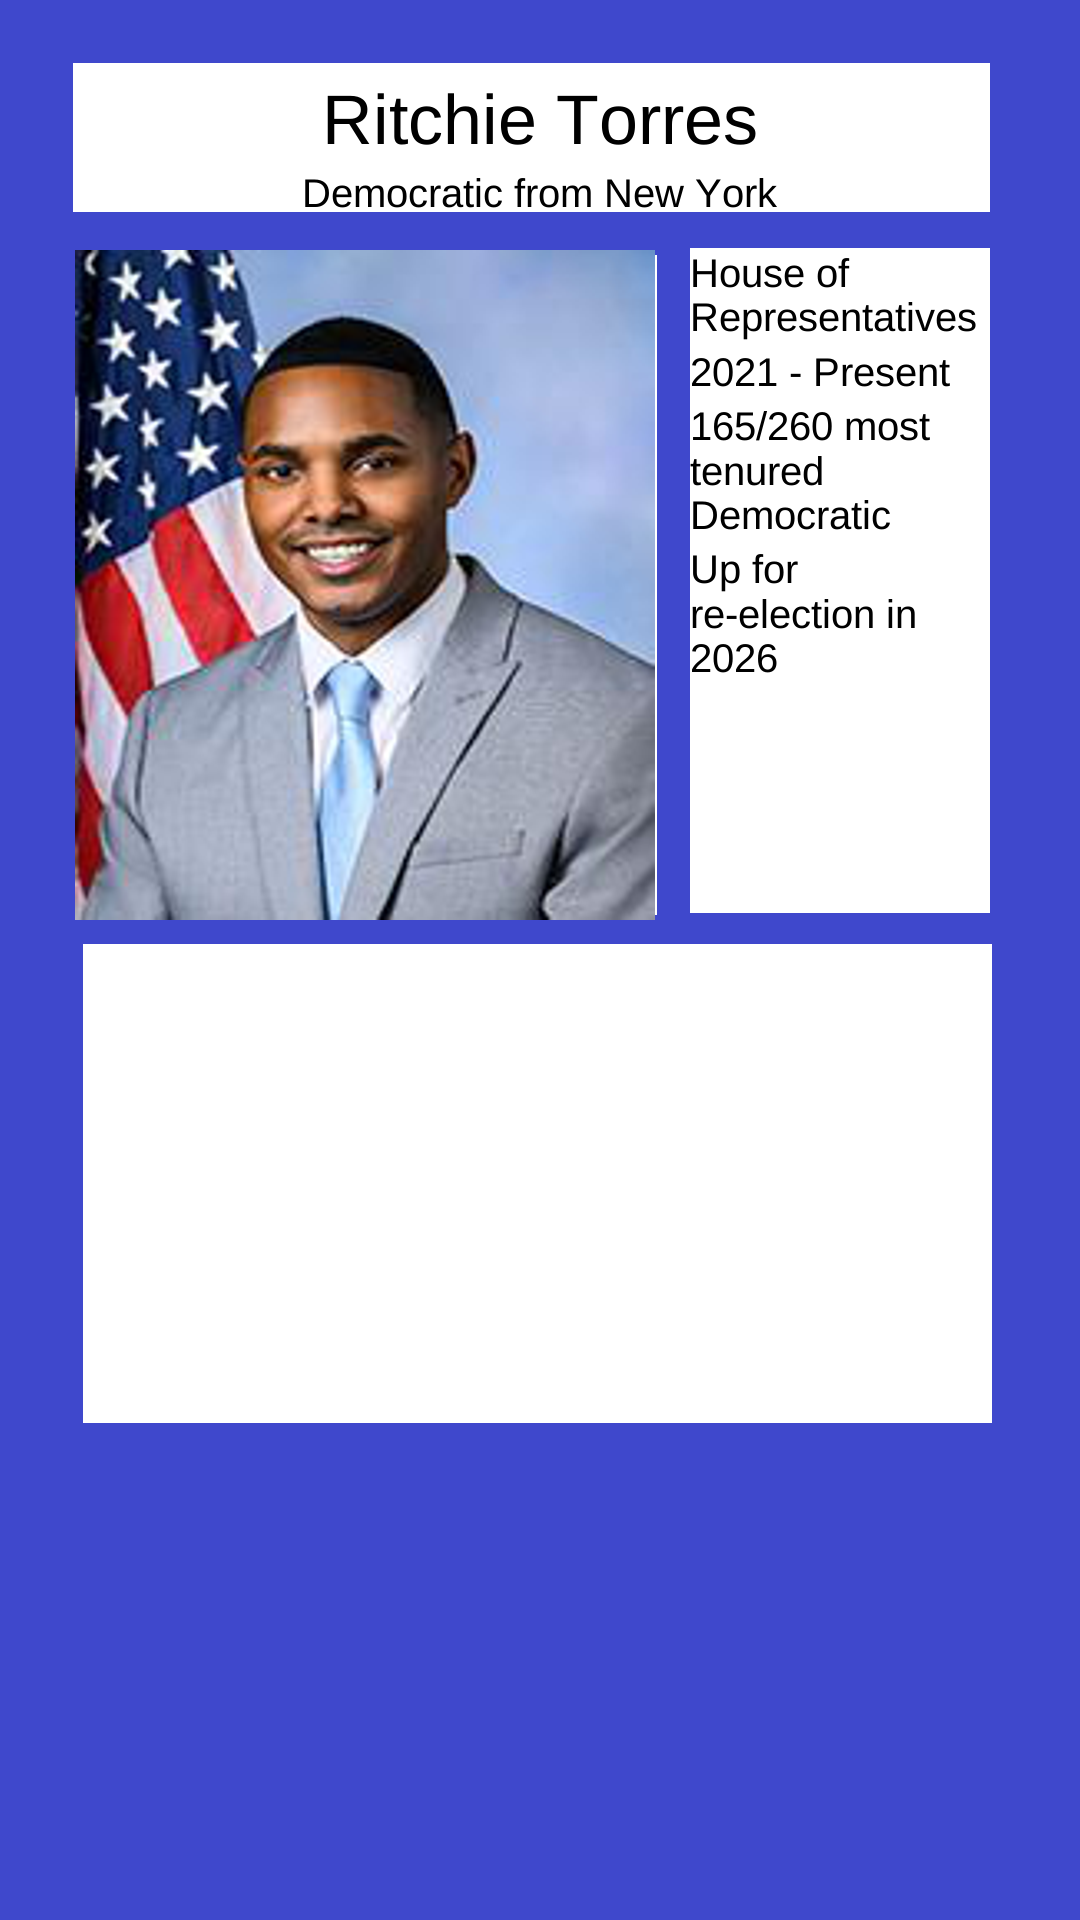 Ritchie Torres
Democratic from New York
House of
Representatives
2021 - Present
165/260 most
tenured
Democratic
Up for
re-election in
2026